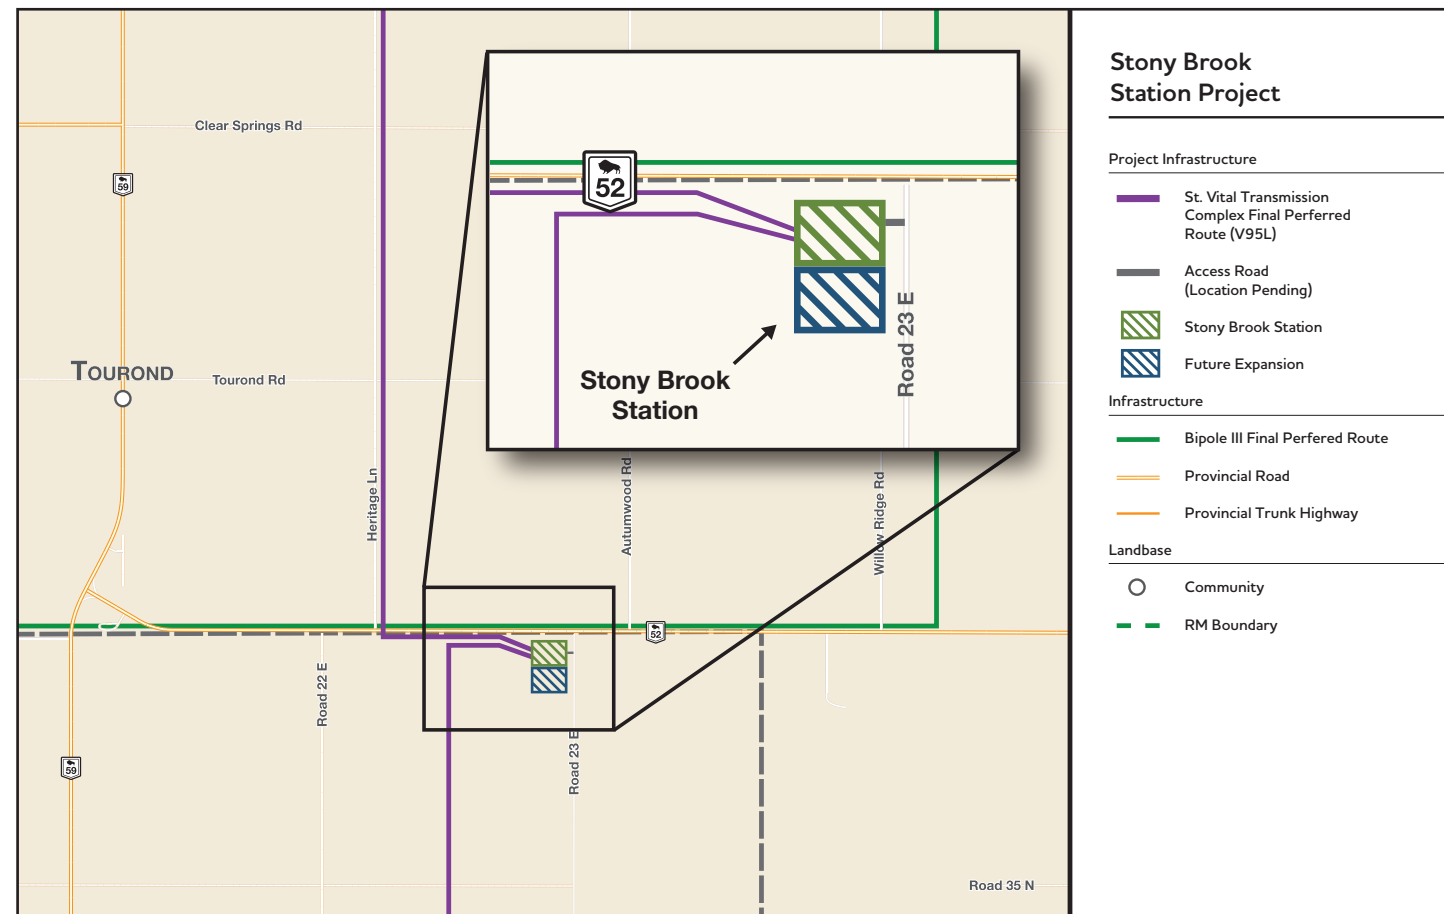 Clear Springs Rd
59
52
TOUROND
Tourond Rd
Stony Brook
Station
Road 23 E
Heritage Ln
Autumwood Rd
Willow Ridge Rd
52
Road 22 E
Road 23 E
59
Road 35 N
Stony Brook
Station Project
Project Infrastructure
St. Vital Transmission
Complex Final Perferred
Route (V95L)
Access Road
(Location Pending)
Stony Brook Station
Future Expansion
Infrastructure
Bipole III Final Perfered Route
Provincial Road
Provincial Trunk Highway
Landbase
Community
RM Boundary